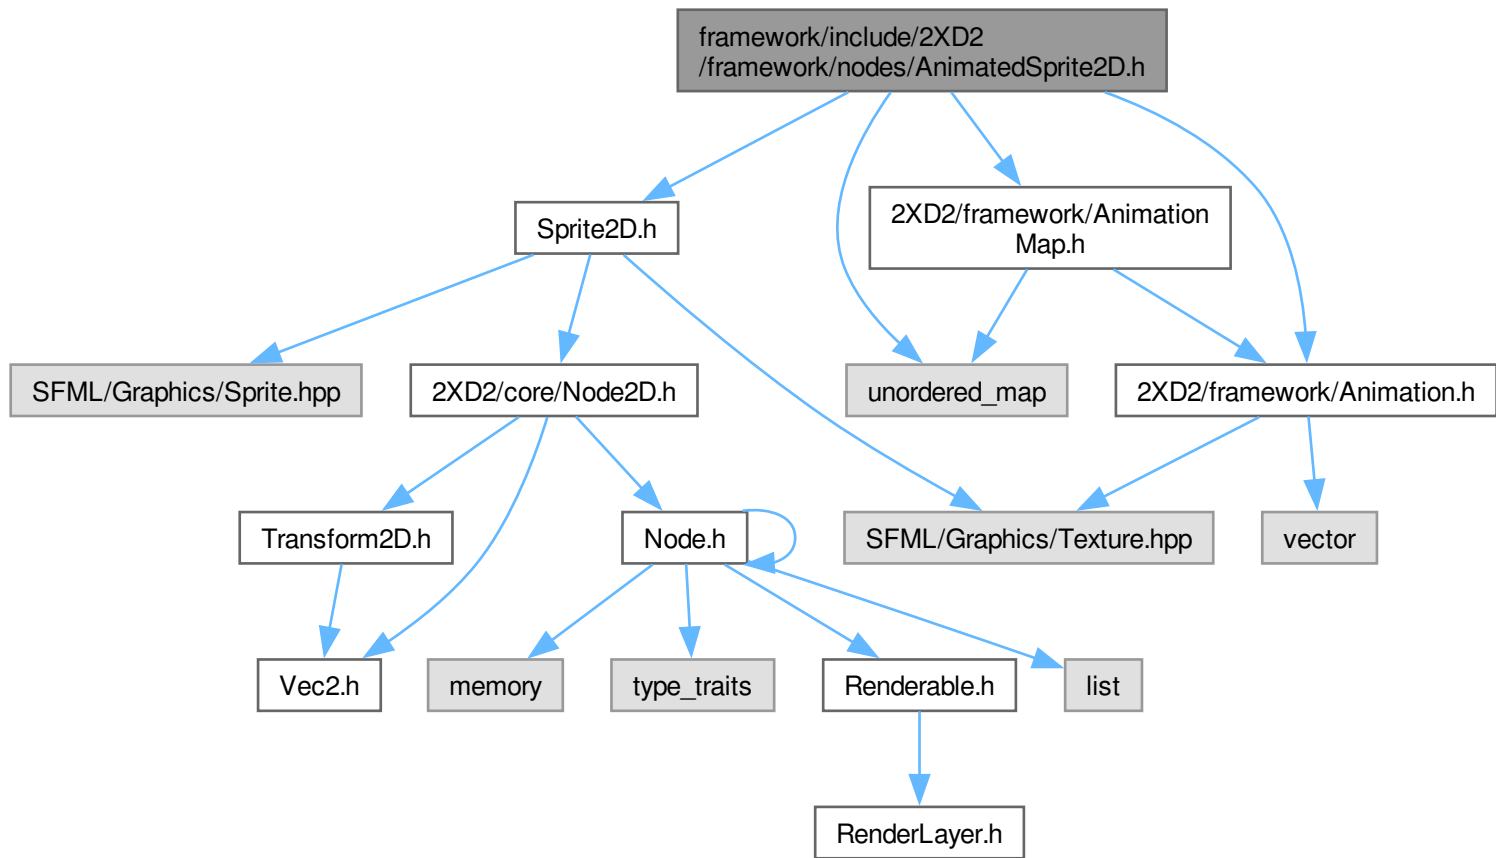 framework/include/2XD2
/framework/nodes/AnimatedSprite2D.h
Sprite2D.h
2XD2/framework/Animation
Map.h
SFML/Graphics/Sprite.hpp
2XD2/core/Node2D.h
unordered_map
2XD2/framework/Animation.h
Transform2D.h
Node.h
SFML/Graphics/Texture.hpp
vector
Vec2.h
memory
type_traits
Renderable.h
list
RenderLayer.h